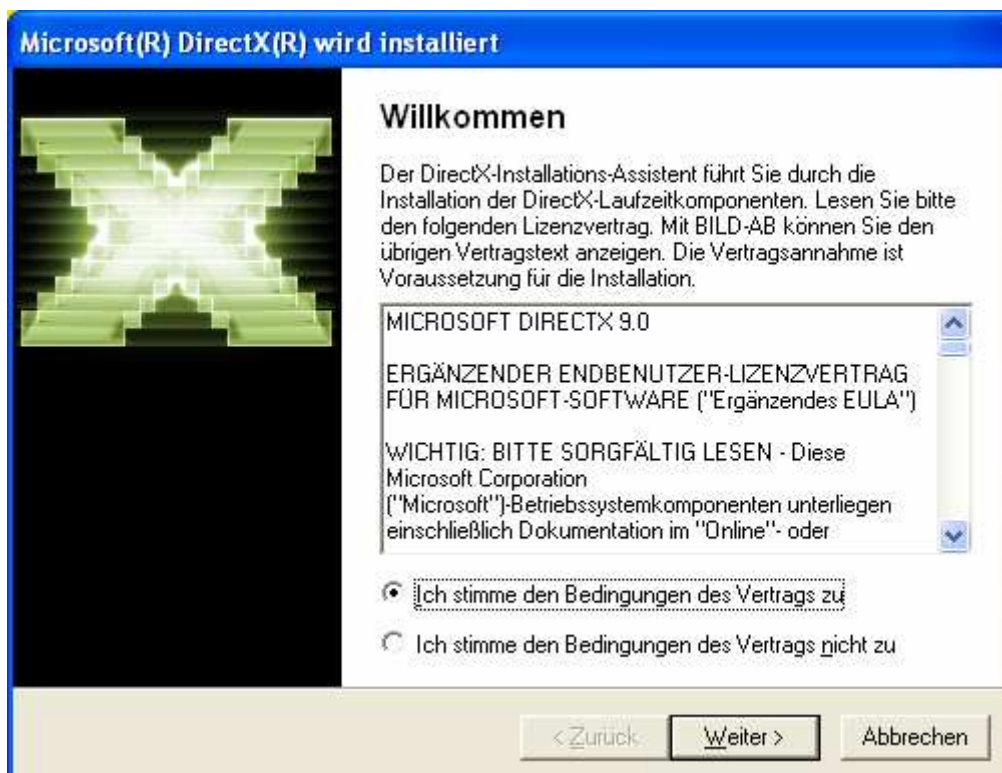 Microsoft(R) DirectX(R) wird installiert
Willkommen
Der DirectX-Installations-Assistent führt Sie durch die
Installation der DirectX-Laufzeitkomponenten. Lesen Sie bitte
den folgenden Lizenzvertrag. Mit BILD-AB können Sie den
übrigen Vertragstext anzeigen. Die Vertragsannahme ist
Voraussetzung für die Installation.
MICROSOFT DIRECTX 9.0
ERGÄNZENDER ENDBENUTZER-LIZENZVERTRAG
FÜR MICROSOFT-SOFTWARE ("Ergänzendes EULA")
WICHTIG: BITTE SORGFÄLTIG LESEN - Diese
Microsoft Corporation
("Microsoft")-Betriebssystemkomponenten unterliegen
einschließlich Dokumentation im "Online"- oder
Ich stimme den Bedingungen des Vertrags zu
Ich stimme den Bedingungen des Vertrags nicht zu
< Zurück
Weiter >
Abbrechen